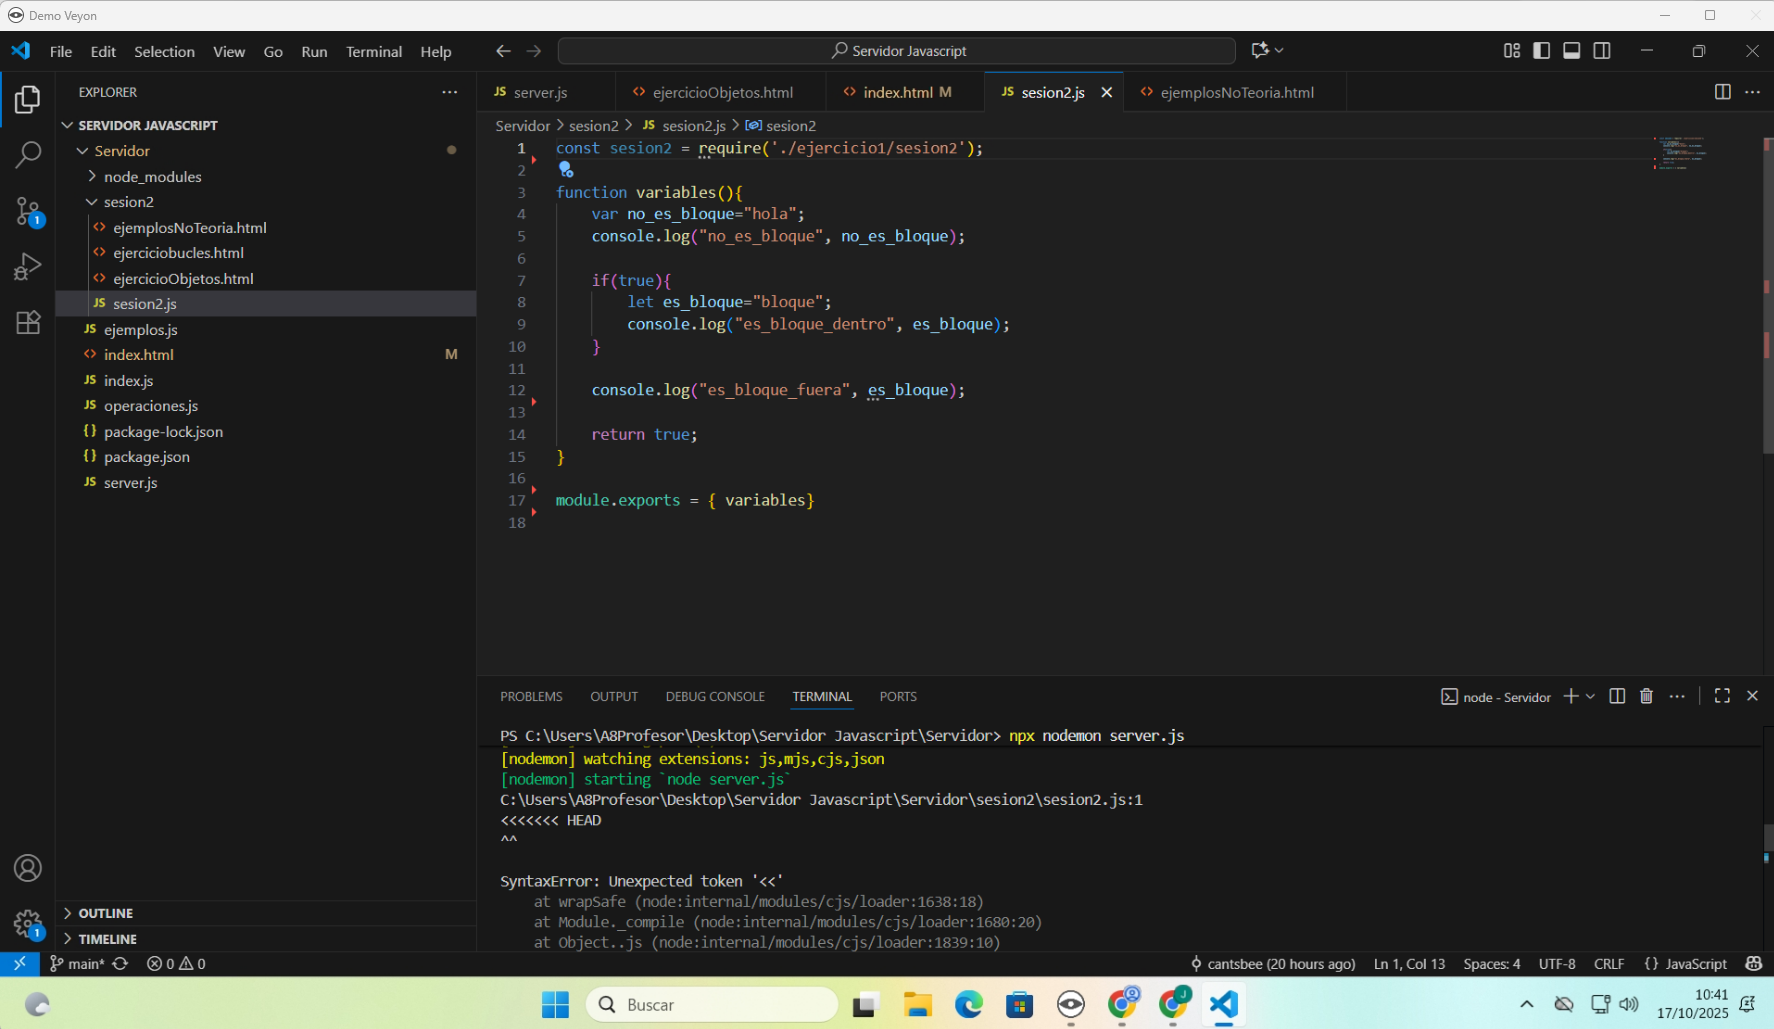 Demo Veyon
File Edit Selection View Go Run Terminal Help
Servidor Javascript
EXPLORER
SERVIDOR JAVASCRIPT
Servidor
node_modules
sesion2
ejemplosNoTeoria.html
ejerciciobucles.html
ejercicioObjetos.html
JS sesion2.js
JS ejemplos.js
index.html M
JS index.js
JS operaciones.js
{} package-lock.json
{} package.json
JS server.js
OUTLINE
TIMELINE
JS server.js
ejercicioObjetos.html
index.html M
JS sesion2.js
ejemplosNoTeoria.html
Servidor > sesion2 > JS sesion2.js > sesion2
1 const sesion2 = require('./ejercicio1/sesion2');
2
3 function variables(){
4 var no_es_bloque="hola";
5 console.log("no_es_bloque", no_es_bloque);
6
7 if(true){
8 let es_bloque="bloque";
9 console.log("es_bloque_dentro", es_bloque);
10 }
11
12 console.log("es_bloque_fuera", es_bloque);
13
14 return true;
15 }
16
17 module.exports = { variables}
18
PROBLEMS OUTPUT DEBUG CONSOLE TERMINAL PORTS
node - Servidor
PS C:\Users\A8Profesor\Desktop\Servidor Javascript\Servidor> npx nodemon server.js
[nodemon] watching extensions: js,mjs,cjs,json
[nodemon] starting `node server.js`
C:\Users\A8Profesor\Desktop\Servidor Javascript\Servidor\sesion2\sesion2.js:1
<<<<<<< HEAD
^^
SyntaxError: Unexpected token '<<'
at wrapSafe (node:internal/modules/cjs/loader:1638:18)
at Module._compile (node:internal/modules/cjs/loader:1680:20)
at Object..js (node:internal/modules/cjs/loader:1839:10)
1
1
main* 0 0
cantsbee (20 hours ago) Ln 1, Col 13 Spaces: 4 UTF-8 CRLF {} JavaScript
Buscar
J
10:41
17/10/2025